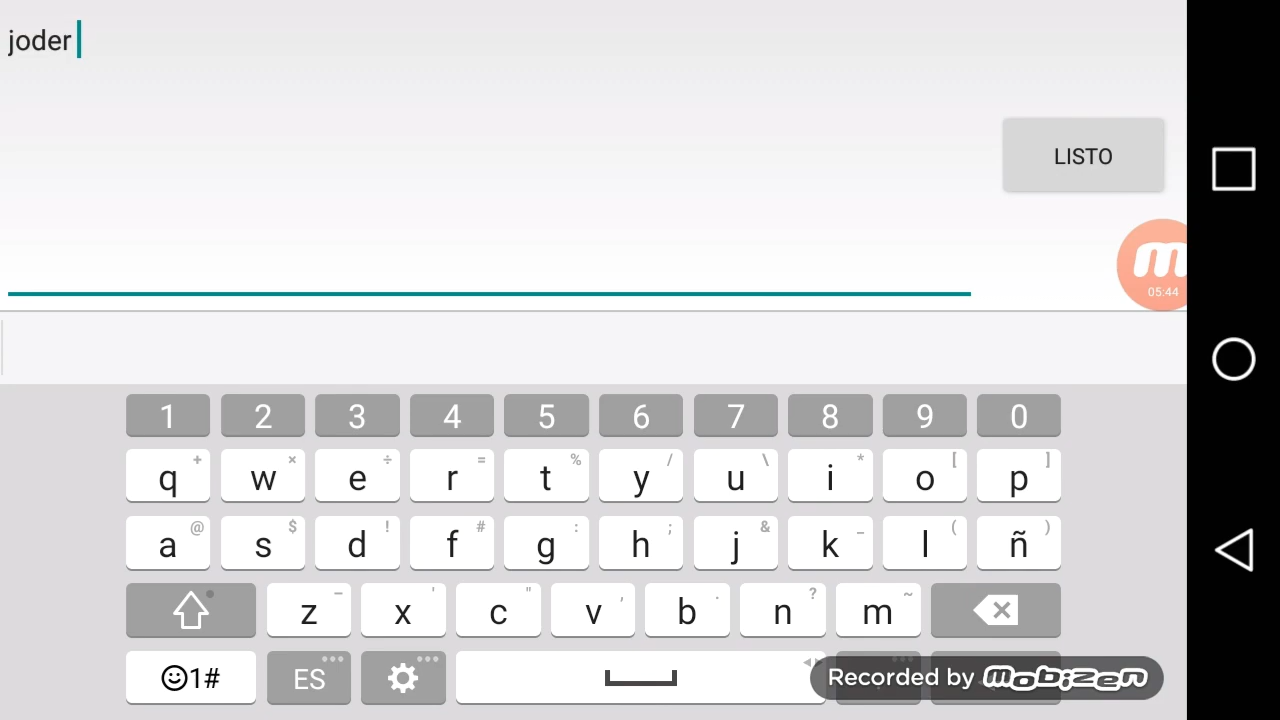 joder
LISTO
m
05:44
1 2 3 4 5 6 7 8 9 0
q + w × e ÷ r = t % y / u \ i * o [ p ]
a @ s $ d ! f # g : h ; j & k _ l ( ñ )
z - x ' c " v , b . n ? m ~
1# ES
Recorded by mobizen